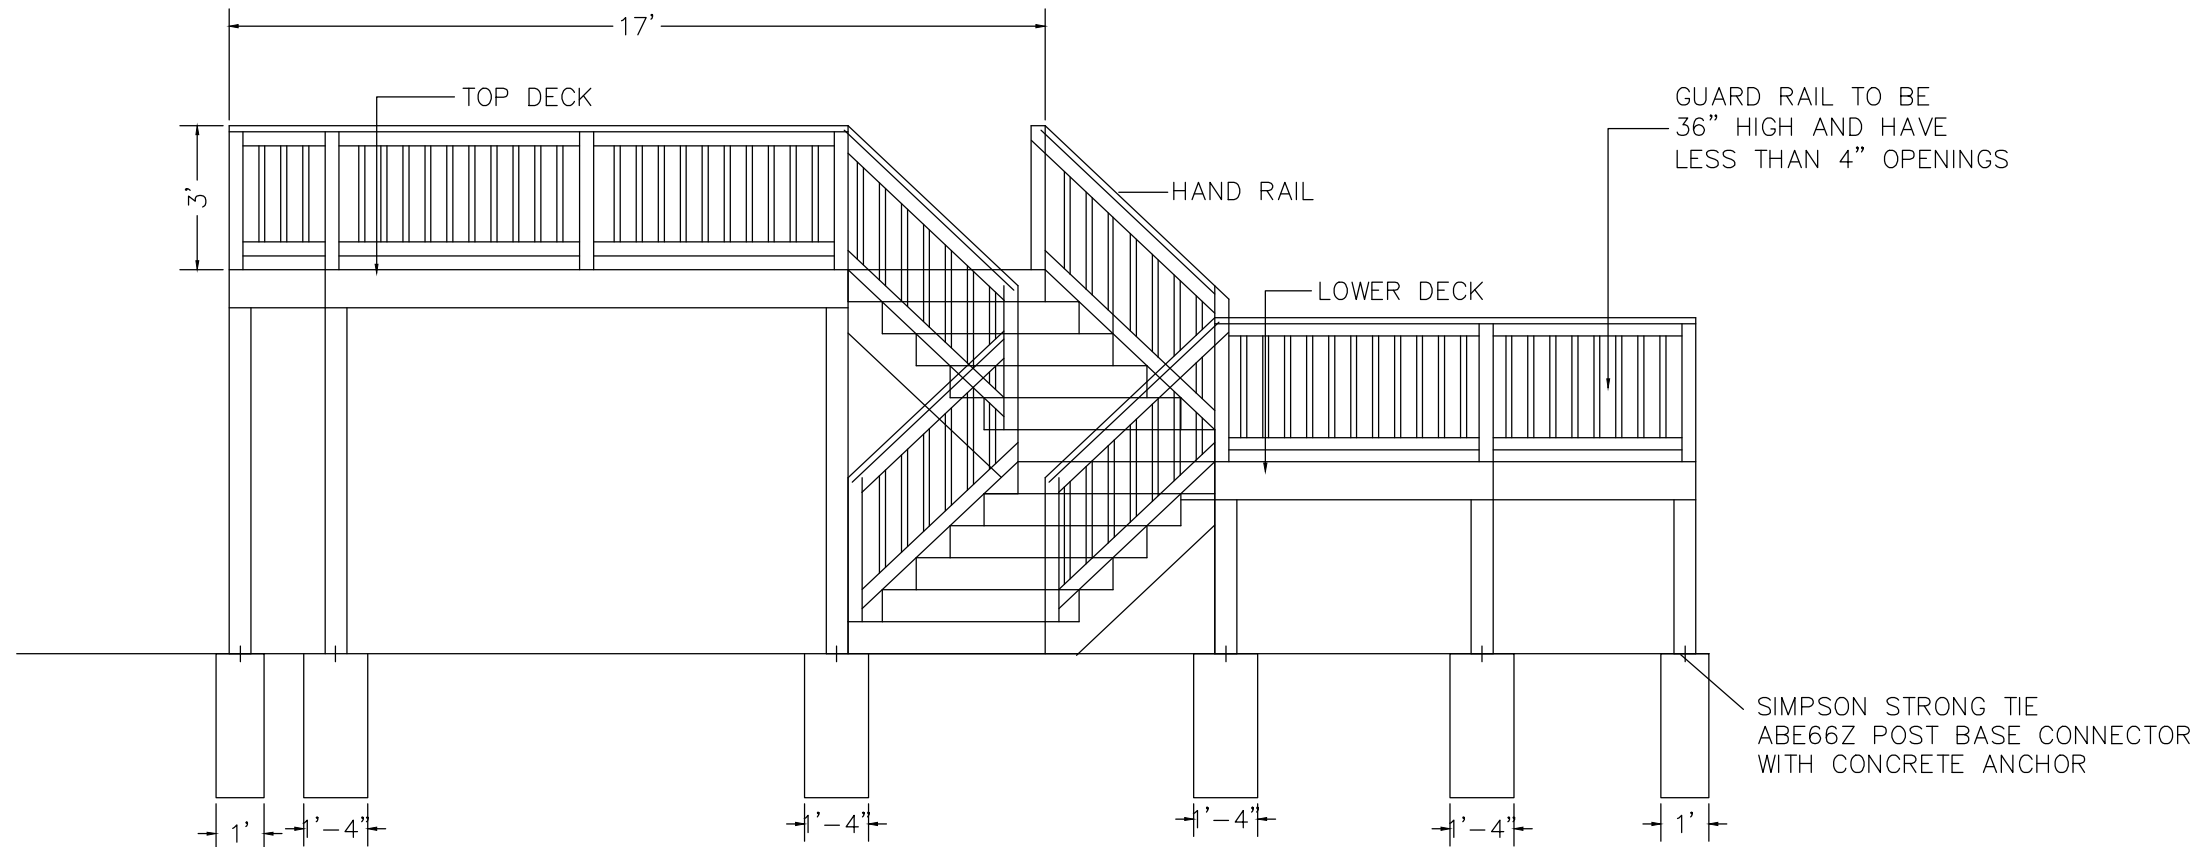 17'
TOP DECK
GUARD RAIL TO BE
36" HIGH AND HAVE
LESS THAN 4" OPENINGS
3'
HAND RAIL
LOWER DECK
SIMPSON STRONG TIE
ABE66Z POST BASE CONNECTOR
WITH CONCRETE ANCHOR
1'
1'-4"
1'-4"
1'-4"
1'-4"
1'